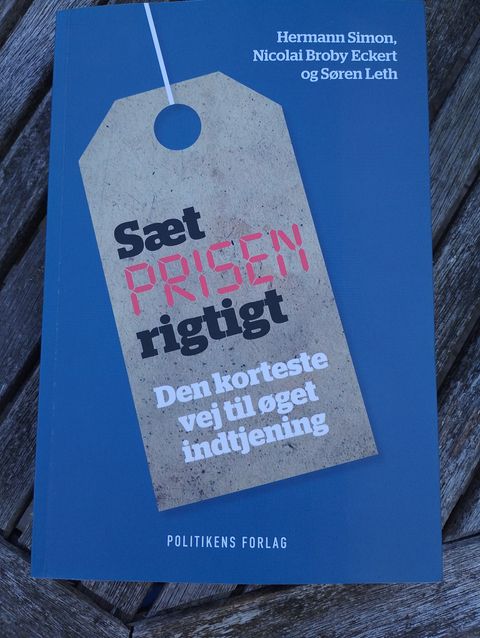 Hermann Simon,
Nicolai Broby Eckert
og Søren Leth
Sæt
PRISEN
rigtigt
Den korteste
vej til øget
indtjening
POLITIKENS FORLAG